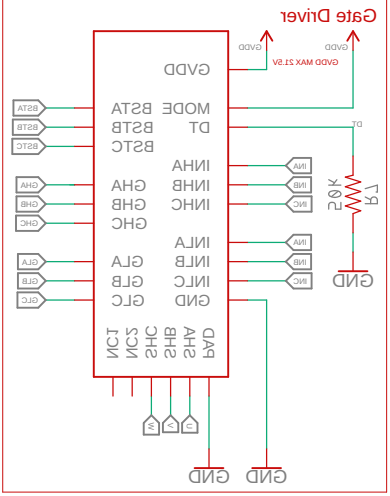 Gate Driver
GVDD
GVDD
GVDD MAX 21.5V
GVDD
MODE
DT
DT
INHA
INA
INHB
INB
INHC
INC
INLA
INA
INLB
INB
INLC
INC
GND
R7
50k
GND
BSTA
BSTA
BSTB
BSTB
BSTC
BSTC
GHA
GHA
GHB
GHB
GHC
GHC
GLA
GLA
GLB
GLB
GLC
GLC
PAD
SHA
SHB
SHC
NC2
NC1
U
V
W
GND
GND